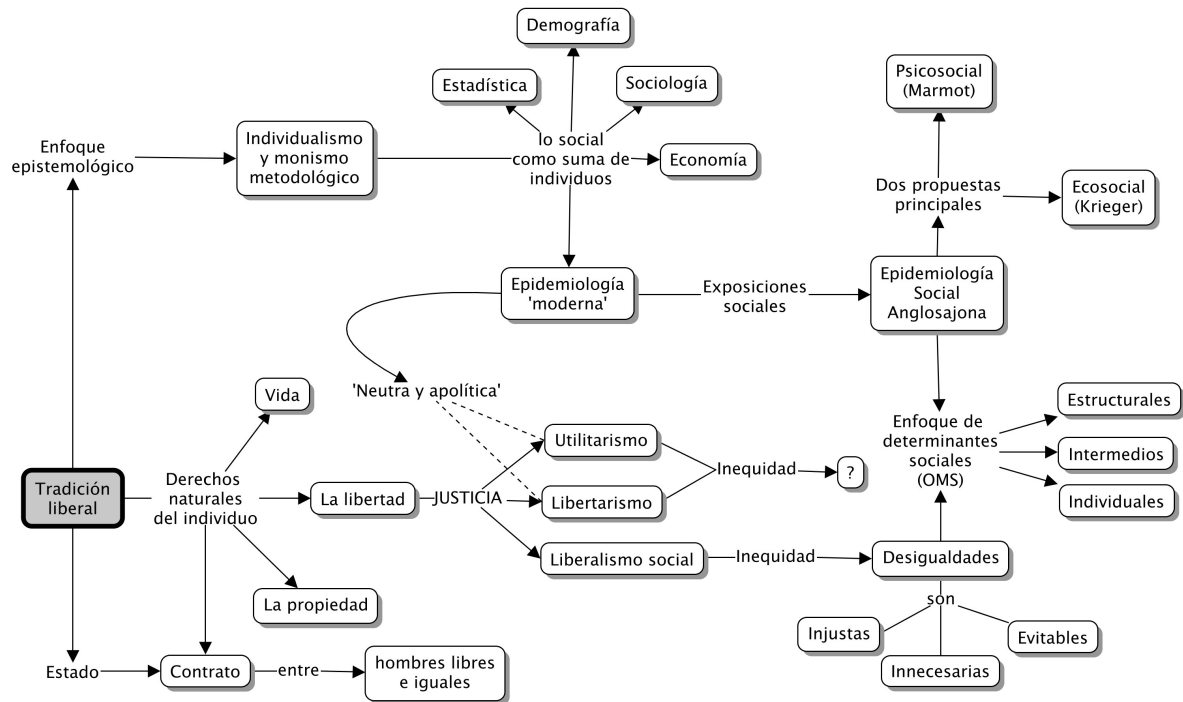 Demografía
Estadística
Sociología
Psicosocial
(Marmot)
Enfoque
epistemológico
Individualismo
y monismo
metodológico
lo social
como suma de
individuos
Economía
Dos propuestas
principales
Ecosocial
(Krieger)
Epidemiología
'moderna'
Exposiciones
sociales
Epidemiología
Social
Anglosajona
'Neutra y apolítica'
Vida
Utilitarismo
Enfoque de
determinantes
sociales
(OMS)
Estructurales
Intermedios
Individuales
Tradición
liberal
Derechos
naturales
del individuo
La libertad
JUSTICIA
Libertarismo
Inequidad
?
Liberalismo social
Inequidad
Desigualdades
son
Injustas
Evitables
Innecesarias
La propiedad
Estado
Contrato
entre
hombres libres
e iguales